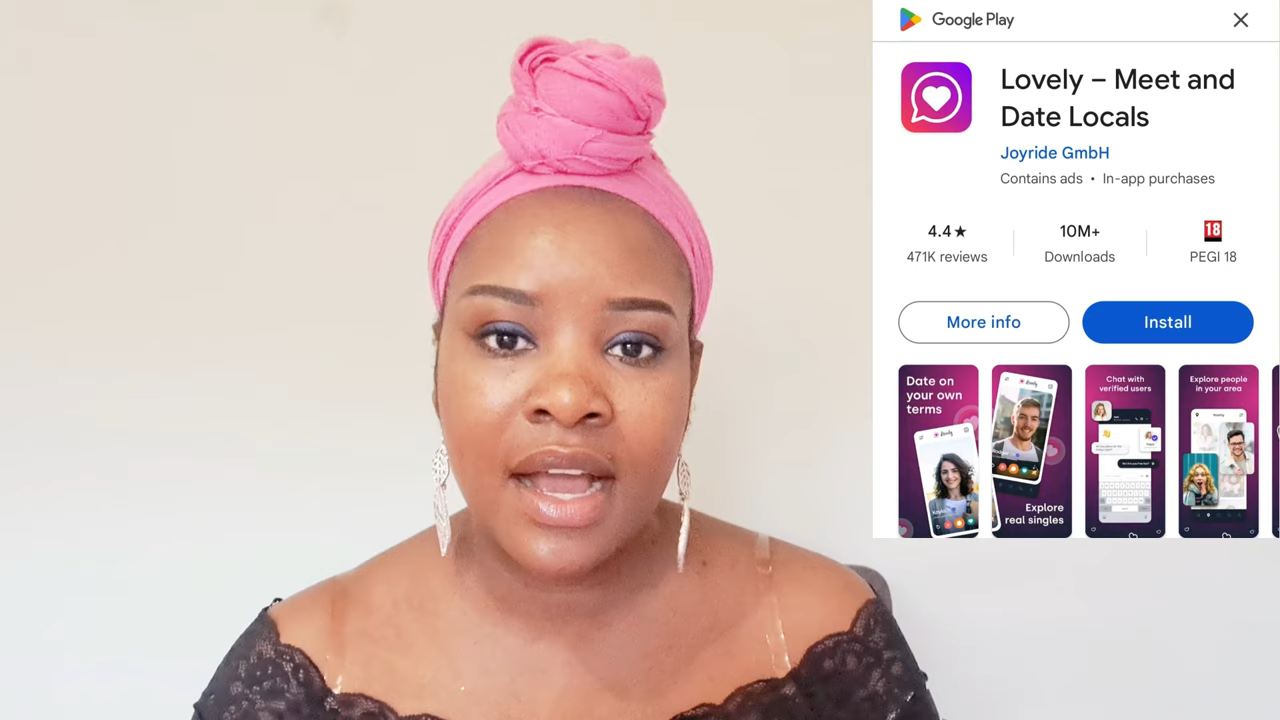 Google Play
Lovely – Meet and
Date Locals
Joyride GmbH
Contains ads • In-app purchases
4.4★
471K reviews
10M+
Downloads
18
PEGI 18
More info
Install
Date on
your own
terms
Explore
real singles
Chat with
verified users
Explore people
in your area